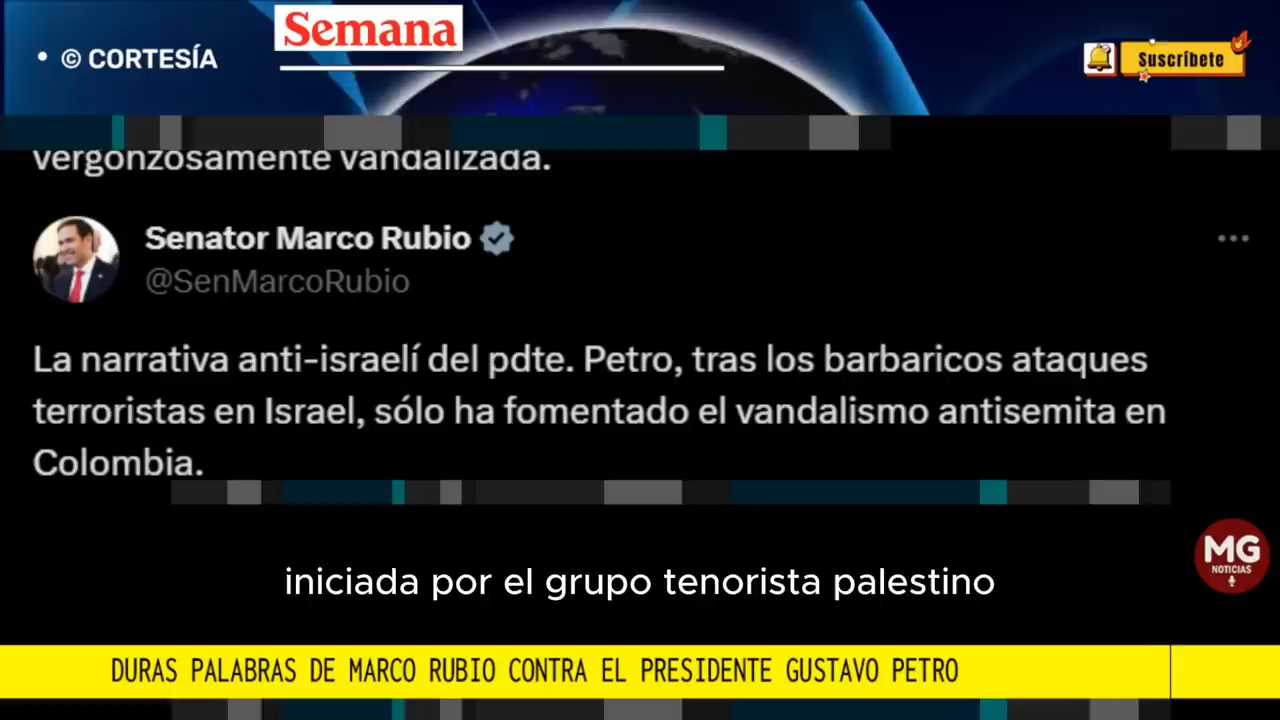 Semana
• © CORTESÍA
Suscríbete
vergonzosamente vandalizada.
Senator Marco Rubio
@SenMarcoRubio
La narrativa anti-israelí del pdte. Petro, tras los barbaricos ataques
terroristas en Israel, sólo ha fomentado el vandalismo antisemita en
Colombia.
MG
NOTICIAS
iniciada por el grupo tenorista palestino
DURAS PALABRAS DE MARCO RUBIO CONTRA EL PRESIDENTE GUSTAVO PETRO